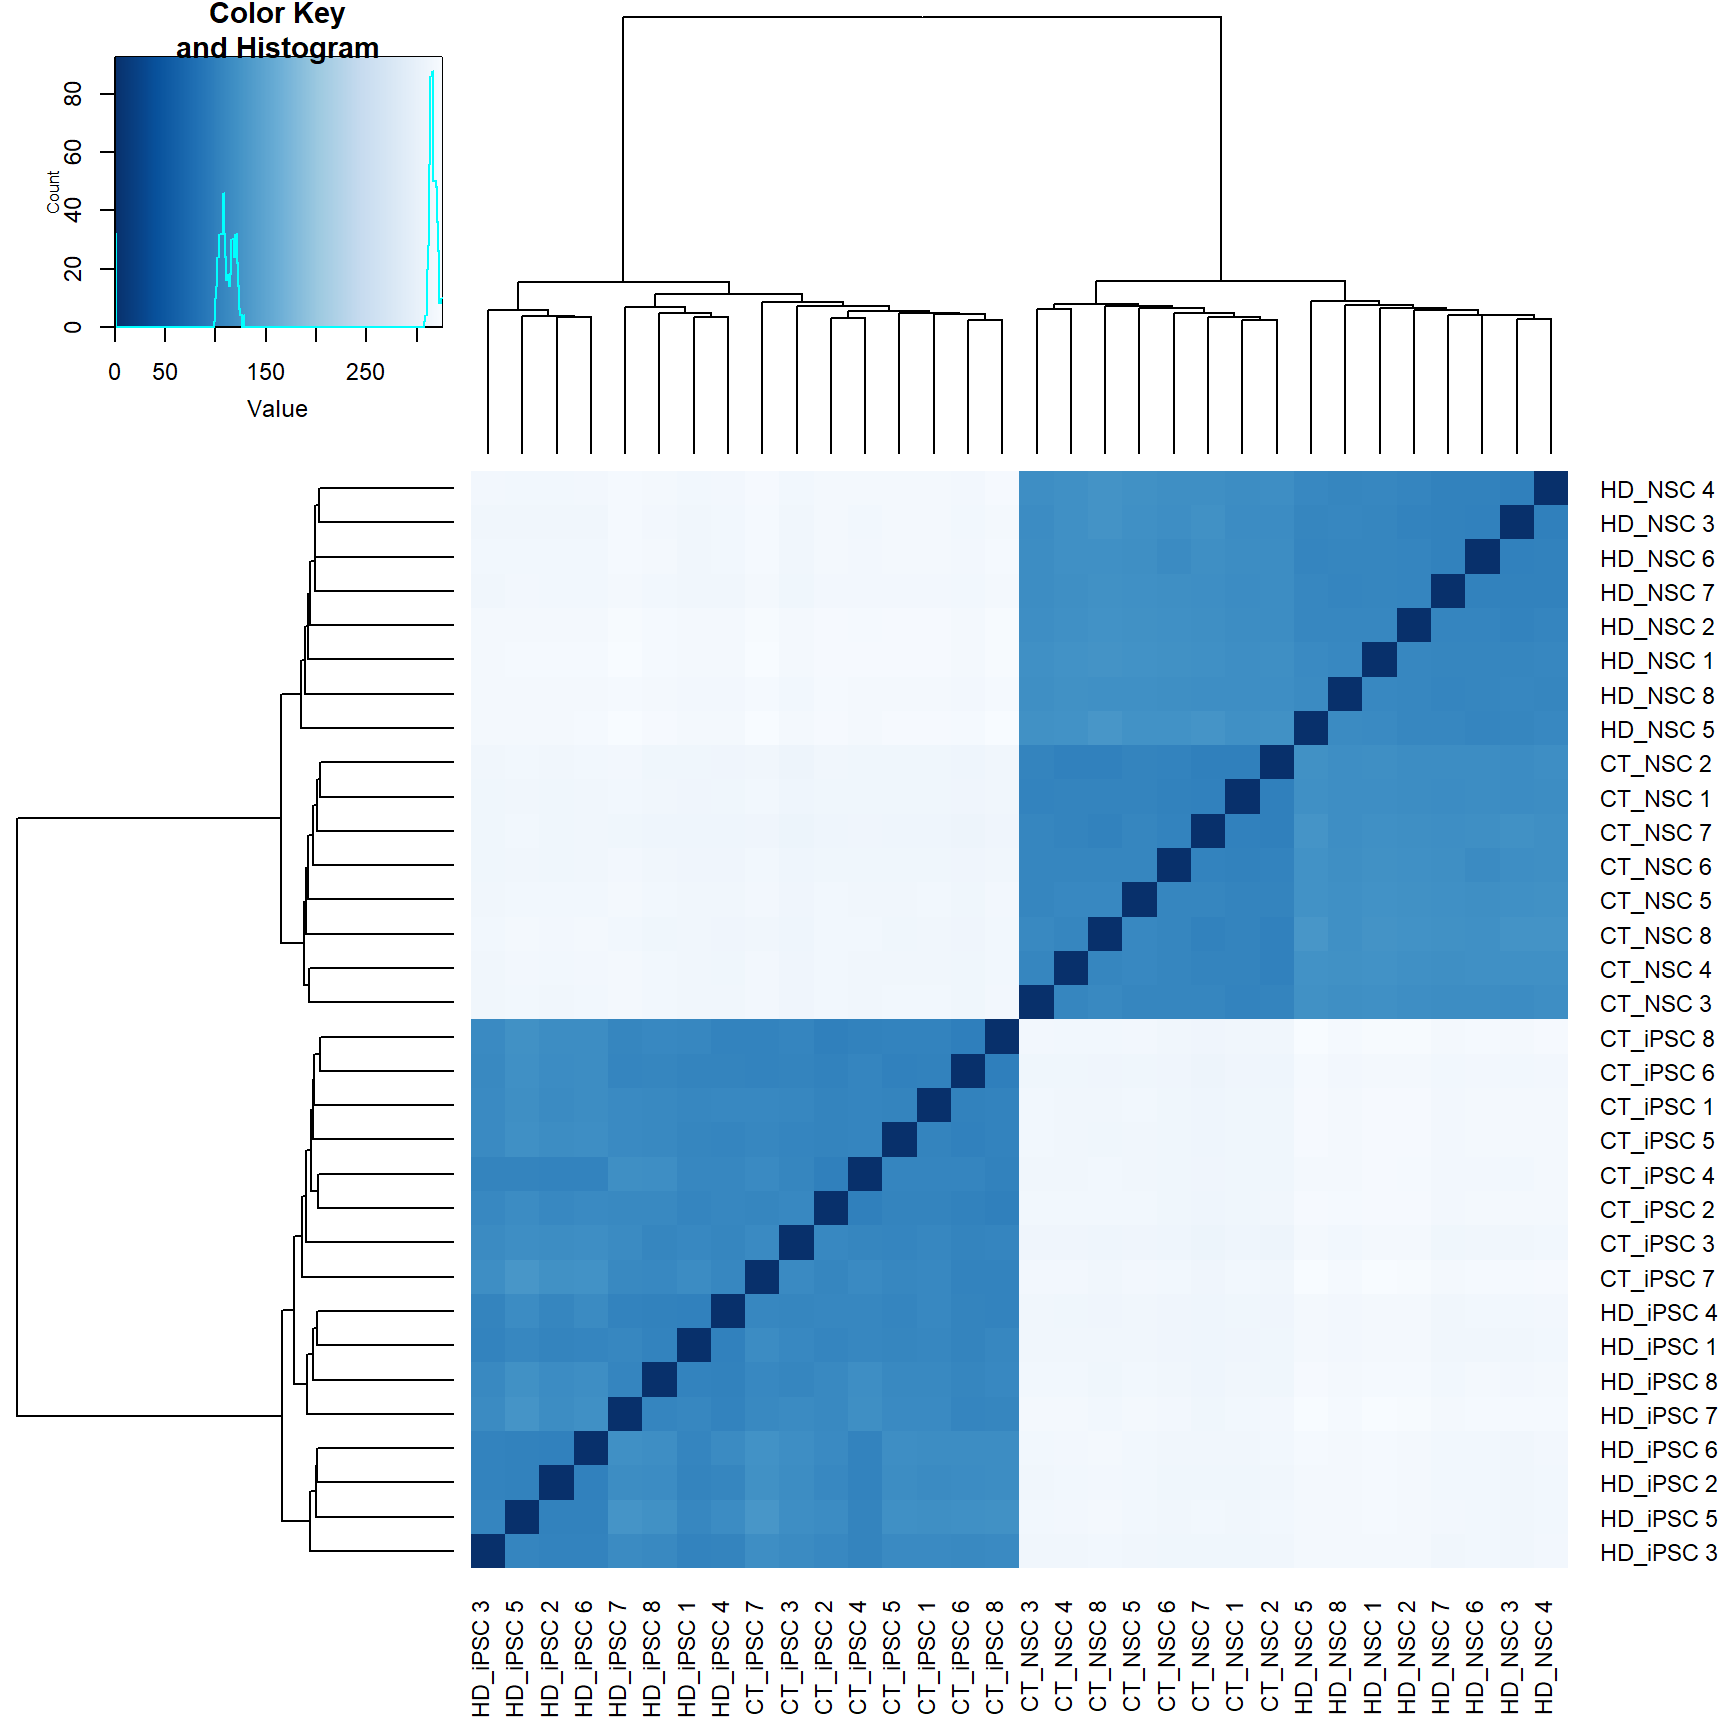 Color Key
and Histogram
Count
0
20
40
60
80
0 50 150 250
Value
HD_NSC 4
HD_NSC 3
HD_NSC 6
HD_NSC 7
HD_NSC 2
HD_NSC 1
HD_NSC 8
HD_NSC 5
CT_NSC 2
CT_NSC 1
CT_NSC 7
CT_NSC 6
CT_NSC 5
CT_NSC 8
CT_NSC 4
CT_NSC 3
CT_iPSC 8
CT_iPSC 6
CT_iPSC 1
CT_iPSC 5
CT_iPSC 4
CT_iPSC 2
CT_iPSC 3
CT_iPSC 7
HD_iPSC 4
HD_iPSC 1
HD_iPSC 8
HD_iPSC 7
HD_iPSC 6
HD_iPSC 2
HD_iPSC 5
HD_iPSC 3
HD_iPSC 3
HD_iPSC 5
HD_iPSC 2
HD_iPSC 6
HD_iPSC 7
HD_iPSC 8
HD_iPSC 1
HD_iPSC 4
CT_iPSC 7
CT_iPSC 3
CT_iPSC 2
CT_iPSC 4
CT_iPSC 5
CT_iPSC 1
CT_iPSC 6
CT_iPSC 8
CT_NSC 3
CT_NSC 4
CT_NSC 8
CT_NSC 5
CT_NSC 6
CT_NSC 7
CT_NSC 1
CT_NSC 2
HD_NSC 5
HD_NSC 8
HD_NSC 1
HD_NSC 2
HD_NSC 7
HD_NSC 6
HD_NSC 3
HD_NSC 4